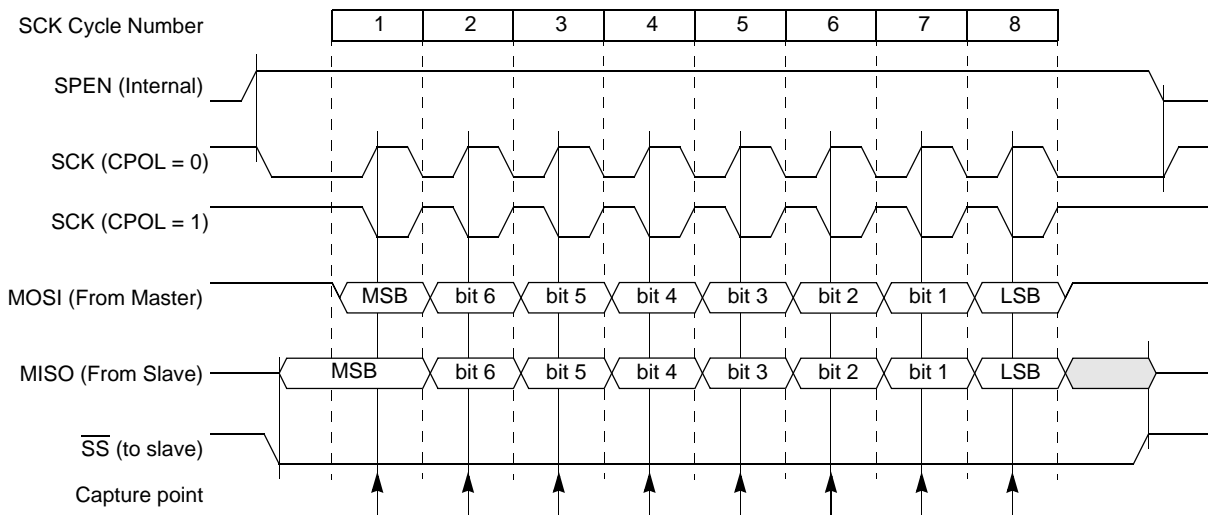 SCK Cycle Number 1 2 3 4 5 6 7 8
SPEN (Internal)
SCK (CPOL = 0)
SCK (CPOL = 1)
MOSI (From Master) MSB bit 6 bit 5 bit 4 bit 3 bit 2 bit 1 LSB
MISO (From Slave) MSB bit 6 bit 5 bit 4 bit 3 bit 2 bit 1 LSB
SS (to slave)
Capture point